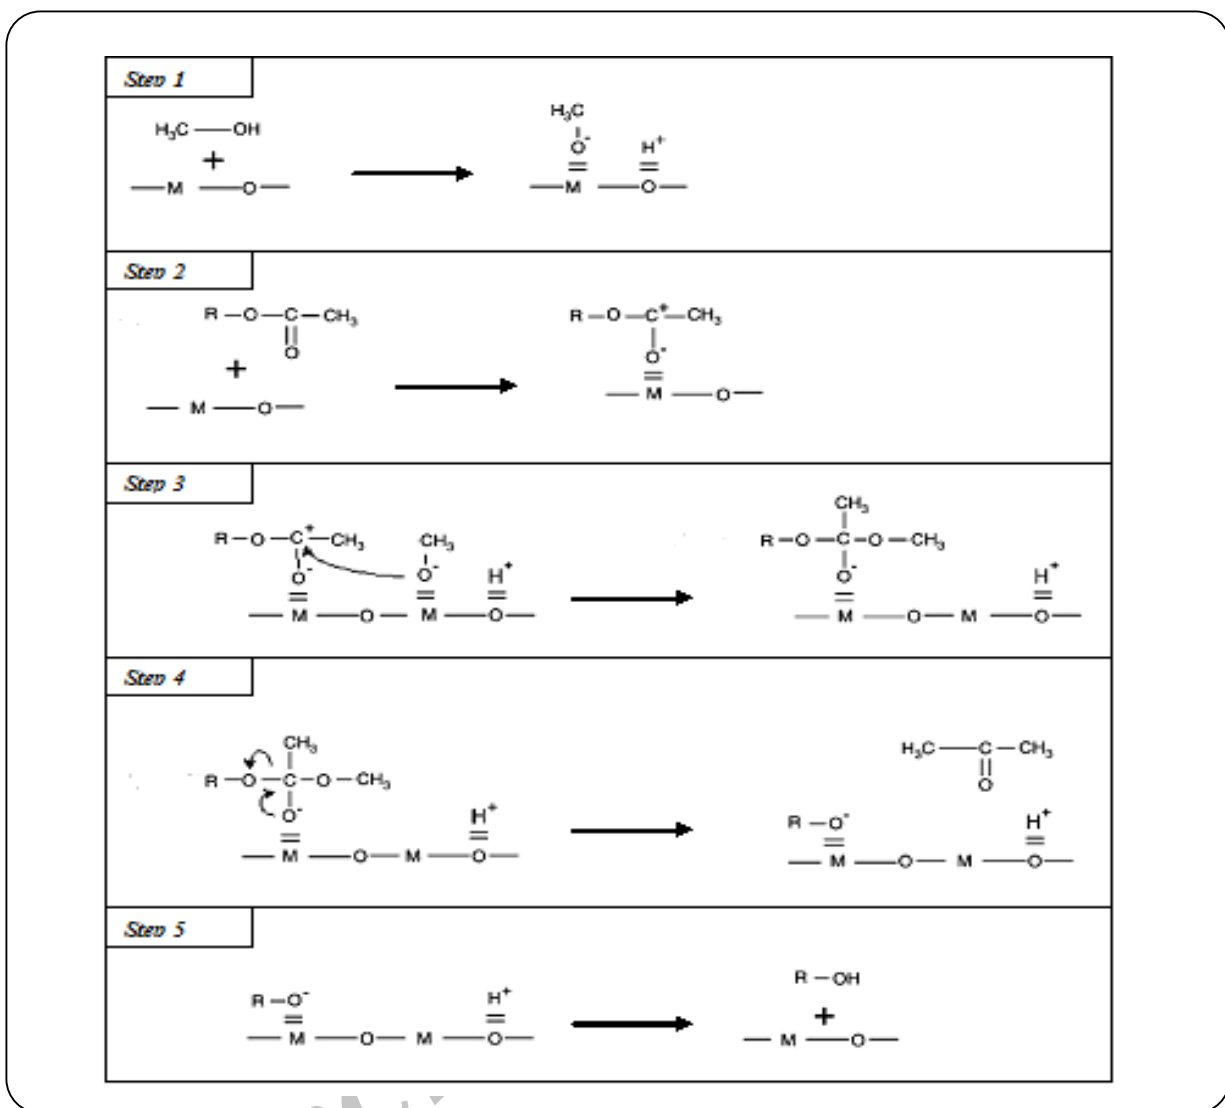 Step 1
H₃C—OH
+
—M—O—
H₃C
O⁻ H⁺
—M—O—
Step 2
R—O—C—CH₃
O
+
—M—O—
R—O—C⁺—CH₃
O⁻
—M—O—
Step 3
R—O—C⁺—CH₃ CH₃
O⁻ O⁻ H⁺
—M—O—M—O—
CH₃
R—O—C—O—CH₃
O⁻ H⁺
—M—O—M—O—
Step 4
CH₃
R—O—C—O—CH₃
O⁻ H⁺
—M—O—M—O—
H₃C—C—CH₃
O
R—O⁻ H⁺
—M—O—M—O—
Step 5
R—O⁻ H⁺
—M—O—M—O—
R—OH
+
—M—O—